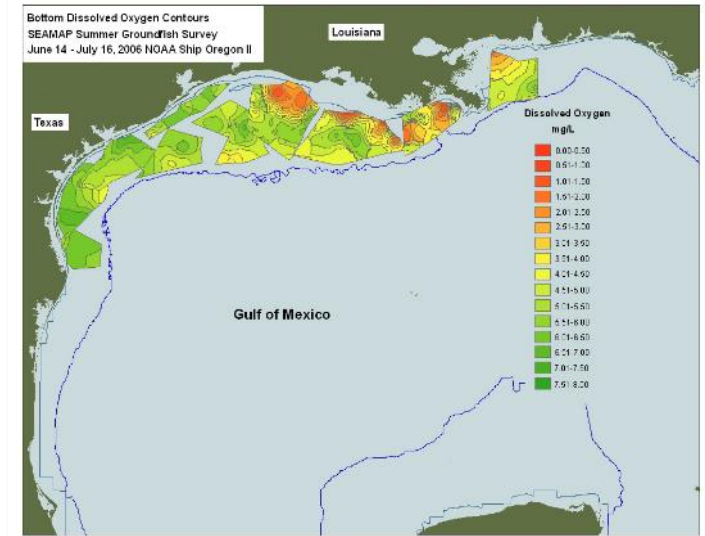 Bottom Dissolved Oxygen Contours
SEAMAP Summer Groundfish Survey
June 14 - July 16, 2006 NOAA Ship Oregon II
Louisiana
Texas
Dissolved Oxygen
mg/L
0.00-0.50
0.51-1.00
1.01-1.50
1.51-2.00
2.01-2.50
2.51-3.00
3.01-3.50
3.51-4.00
4.01-4.50
4.51-5.00
5.01-5.50
5.51-6.00
6.01-6.50
6.51-7.00
7.01-7.50
7.51-8.00
Gulf of Mexico